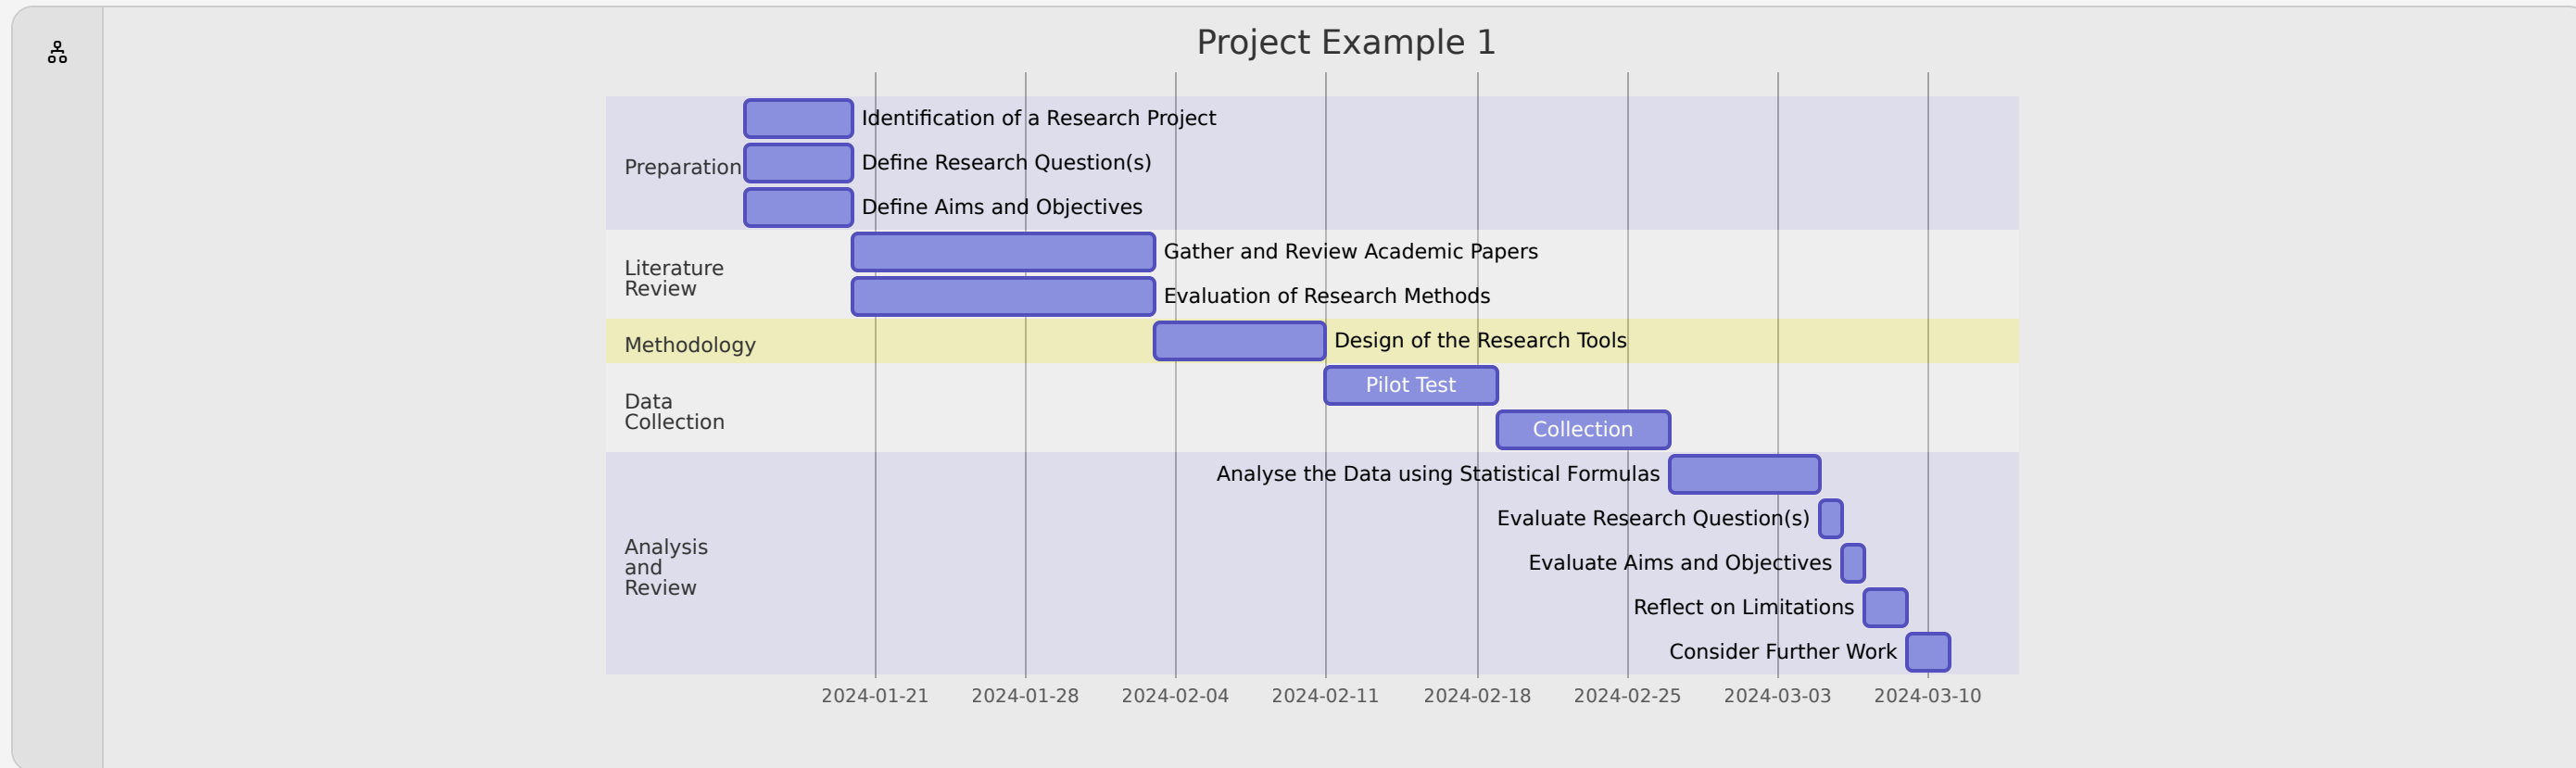 Project Example 1
Preparation
Identification of a Research Project
Define Research Question(s)
Define Aims and Objectives
Literature
Review
Gather and Review Academic Papers
Evaluation of Research Methods
Methodology
Design of the Research Tools
Data
Collection
Pilot Test
Collection
Analysis
and
Review
Analyse the Data using Statistical Formulas
Evaluate Research Question(s)
Evaluate Aims and Objectives
Reflect on Limitations
Consider Further Work
2024-01-21
2024-01-28
2024-02-04
2024-02-11
2024-02-18
2024-02-25
2024-03-03
2024-03-10